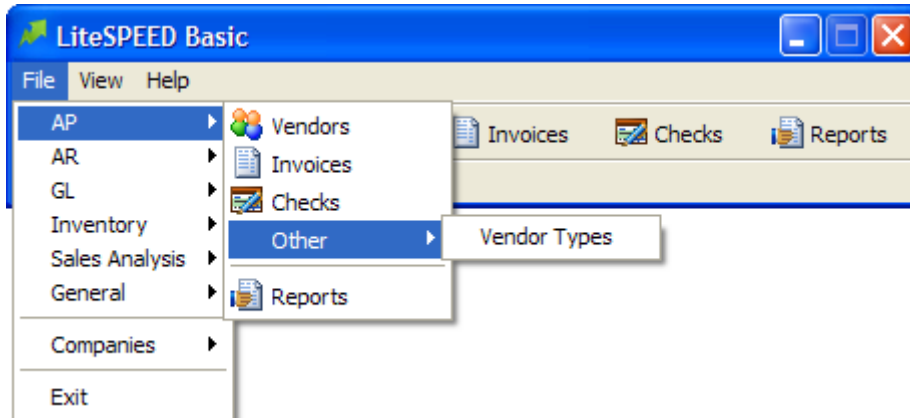 LiteSPEED Basic
File View Help
Invoices Checks Reports
AP
AR
GL
Inventory
Sales Analysis
General
Companies
Exit
Vendors
Invoices
Checks
Other
Reports
Vendor Types